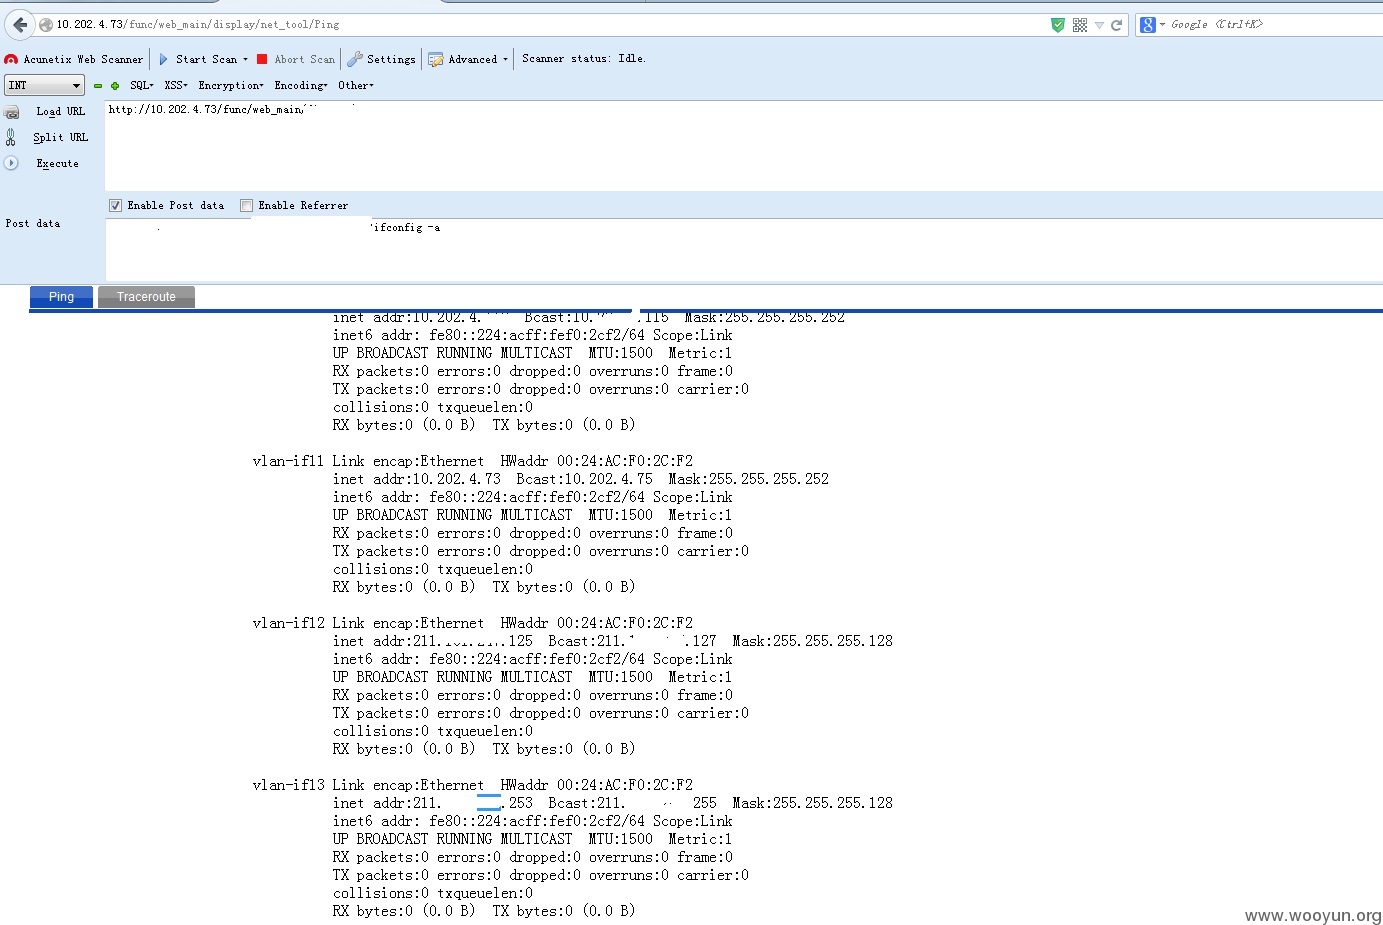 10.202.4.73/func/web_main/display/net_tool/Ping
Google <Ctrl+K>
Acunetix Web Scanner Start Scan Abort Scan Settings Advanced Scanner status: Idle.
INT SQL XSS Encryption Encoding Other
Load URL
http://10.202.4.73/func/web_main/
Split URL
Execute
Enable Post data Enable Referrer
Post data
ifconfig -a
Ping Traceroute
inet addr:10.202.4. Bcast:10. .115 Mask:255.255.255.252
inet6 addr: fe80::224:acff:fef0:2cf2/64 Scope:Link
UP BROADCAST RUNNING MULTICAST MTU:1500 Metric:1
RX packets:0 errors:0 dropped:0 overruns:0 frame:0
TX packets:0 errors:0 dropped:0 overruns:0 carrier:0
collisions:0 txqueuelen:0
RX bytes:0 (0.0 B) TX bytes:0 (0.0 B)
vlan-if11 Link encap:Ethernet HWaddr 00:24:AC:F0:2C:F2
inet addr:10.202.4.73 Bcast:10.202.4.75 Mask:255.255.255.252
inet6 addr: fe80::224:acff:fef0:2cf2/64 Scope:Link
UP BROADCAST RUNNING MULTICAST MTU:1500 Metric:1
RX packets:0 errors:0 dropped:0 overruns:0 frame:0
TX packets:0 errors:0 dropped:0 overruns:0 carrier:0
collisions:0 txqueuelen:0
RX bytes:0 (0.0 B) TX bytes:0 (0.0 B)
vlan-if12 Link encap:Ethernet HWaddr 00:24:AC:F0:2C:F2
inet addr:211. .125 Bcast:211. .127 Mask:255.255.255.128
inet6 addr: fe80::224:acff:fef0:2cf2/64 Scope:Link
UP BROADCAST RUNNING MULTICAST MTU:1500 Metric:1
RX packets:0 errors:0 dropped:0 overruns:0 frame:0
TX packets:0 errors:0 dropped:0 overruns:0 carrier:0
collisions:0 txqueuelen:0
RX bytes:0 (0.0 B) TX bytes:0 (0.0 B)
vlan-if13 Link encap:Ethernet HWaddr 00:24:AC:F0:2C:F2
inet addr:211. .253 Bcast:211. 255 Mask:255.255.255.128
inet6 addr: fe80::224:acff:fef0:2cf2/64 Scope:Link
UP BROADCAST RUNNING MULTICAST MTU:1500 Metric:1
RX packets:0 errors:0 dropped:0 overruns:0 frame:0
TX packets:0 errors:0 dropped:0 overruns:0 carrier:0
collisions:0 txqueuelen:0
RX bytes:0 (0.0 B) TX bytes:0 (0.0 B)
www.wooyun.org